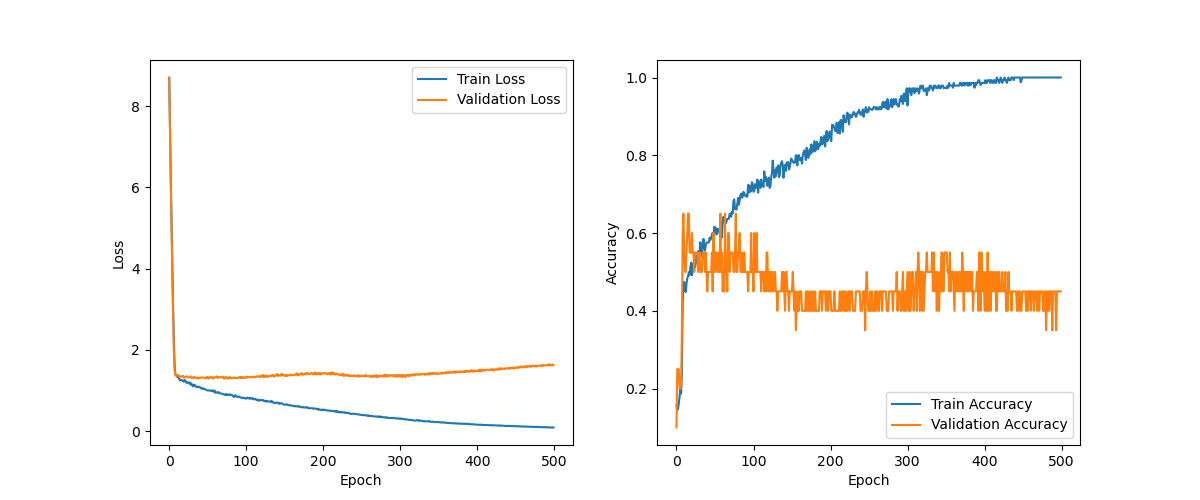 Train Loss
Validation Loss
8
6
4
2
0
Loss
0 100 200 300 400 500
Epoch
1.0
0.8
0.6
0.4
0.2
Accuracy
Train Accuracy
Validation Accuracy
0 100 200 300 400 500
Epoch